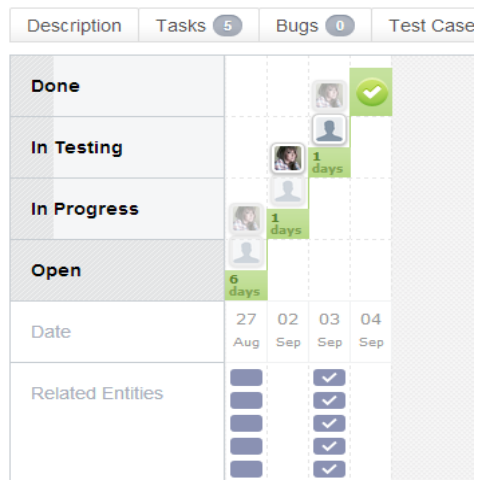 Description Tasks 5 Bugs 0 Test Case
Done
In Testing
1
days
In Progress
1
days
Open
6
days
Date
27 02 03 04
Aug Sep Sep Sep
Related Entities